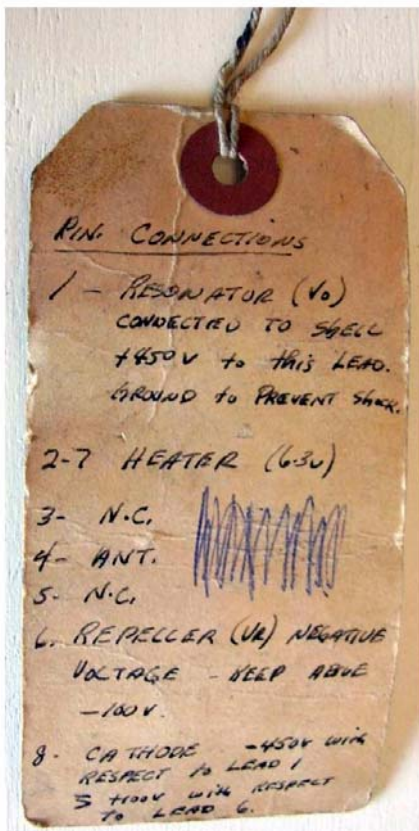 PIN. CONNECTIONS
1 - RESONATOR (Vo)
CONNECTED TO SHELL
+450V to this LEAD.
GROUND to PREVENT SHOCK.
2-7 HEATER (6.3V)
3- N.C.
4- ANT.
5- N.C.
6. REPELLER (VR) NEGATIVE
VOLTAGE - KEEP ABOVE
-100V.
8. CATHODE -450V with
RESPECT to LEAD 1
+100V with RESPECT
to LEAD 6.